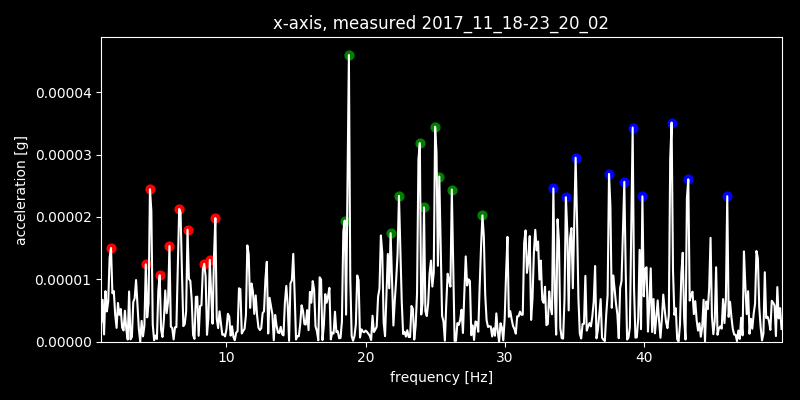 x-axis, measured 2017_11_18-23_20_02
acceleration [g]
0.00004
0.00003
0.00002
0.00001
0.00000
10 20 30 40
frequency [Hz]